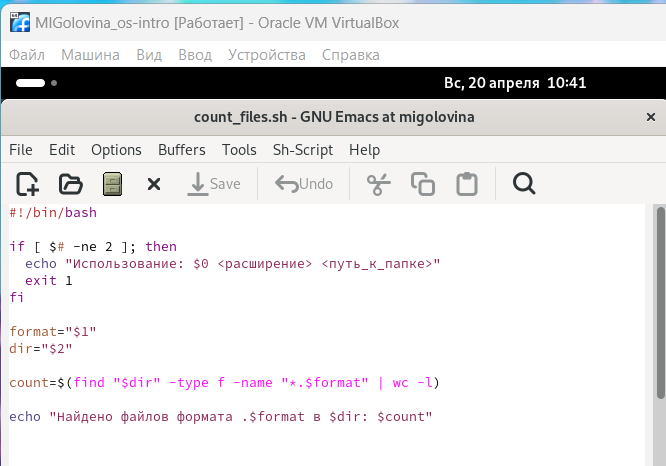 MIGolovina_os-intro [Работает] - Oracle VM VirtualBox
Файл Машина Вид Ввод Устройства Справка
Вс, 20 апреля 10:41
count_files.sh - GNU Emacs at migolovina
File Edit Options Buffers Tools Sh-Script Help
Save Undo
#!/bin/bash
if [ $# -ne 2 ]; then
  echo "Использование: $0 <расширение> <путь_к_папке>"
  exit 1
fi
format="$1"
dir="$2"
count=$(find "$dir" -type f -name "*.$format" | wc -l)
echo "Найдено файлов формата .$format в $dir: $count"